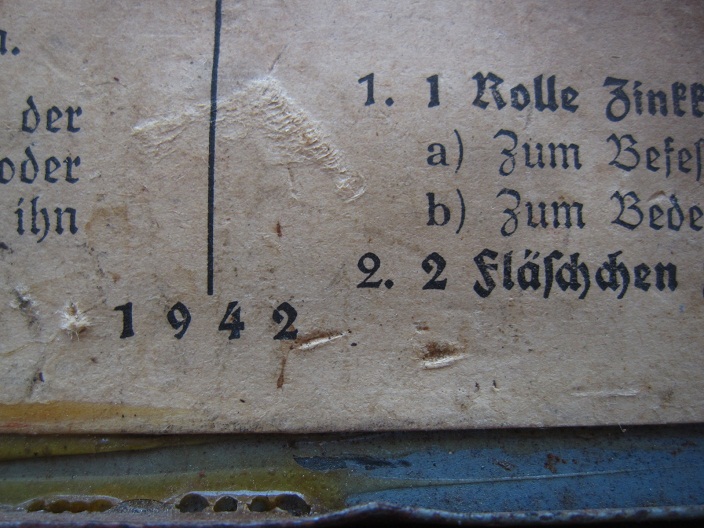 der
oder
ihn
1942
1. 1 Rolle
a) Zum
b) Zum
2. 2 Fläschchen